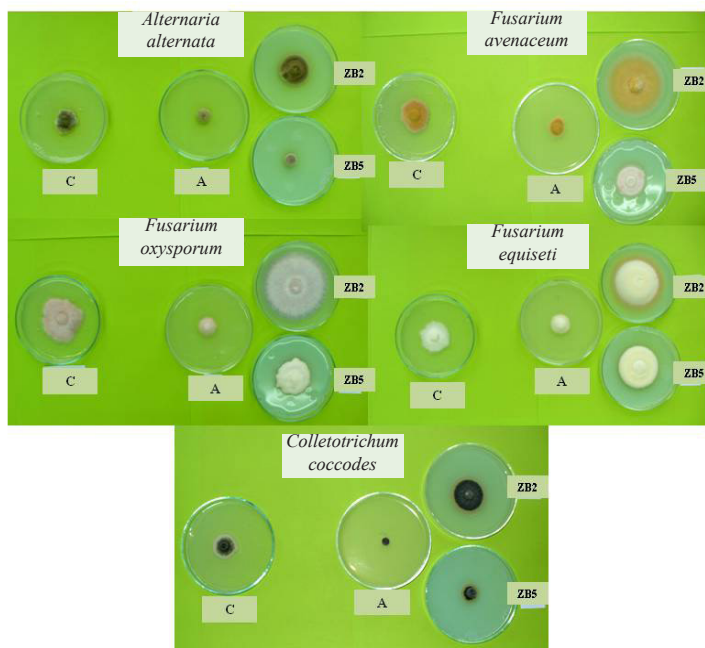 Alternaria
alternata
ZB2
C
A
ZB5
Fusarium
avenaceum
ZB2
C
A
ZB5
Fusarium
oxysporum
ZB2
C
A
ZB5
Fusarium
equiseti
ZB2
C
A
ZB5
Colletotrichum
coccodes
ZB2
C
A
ZB5